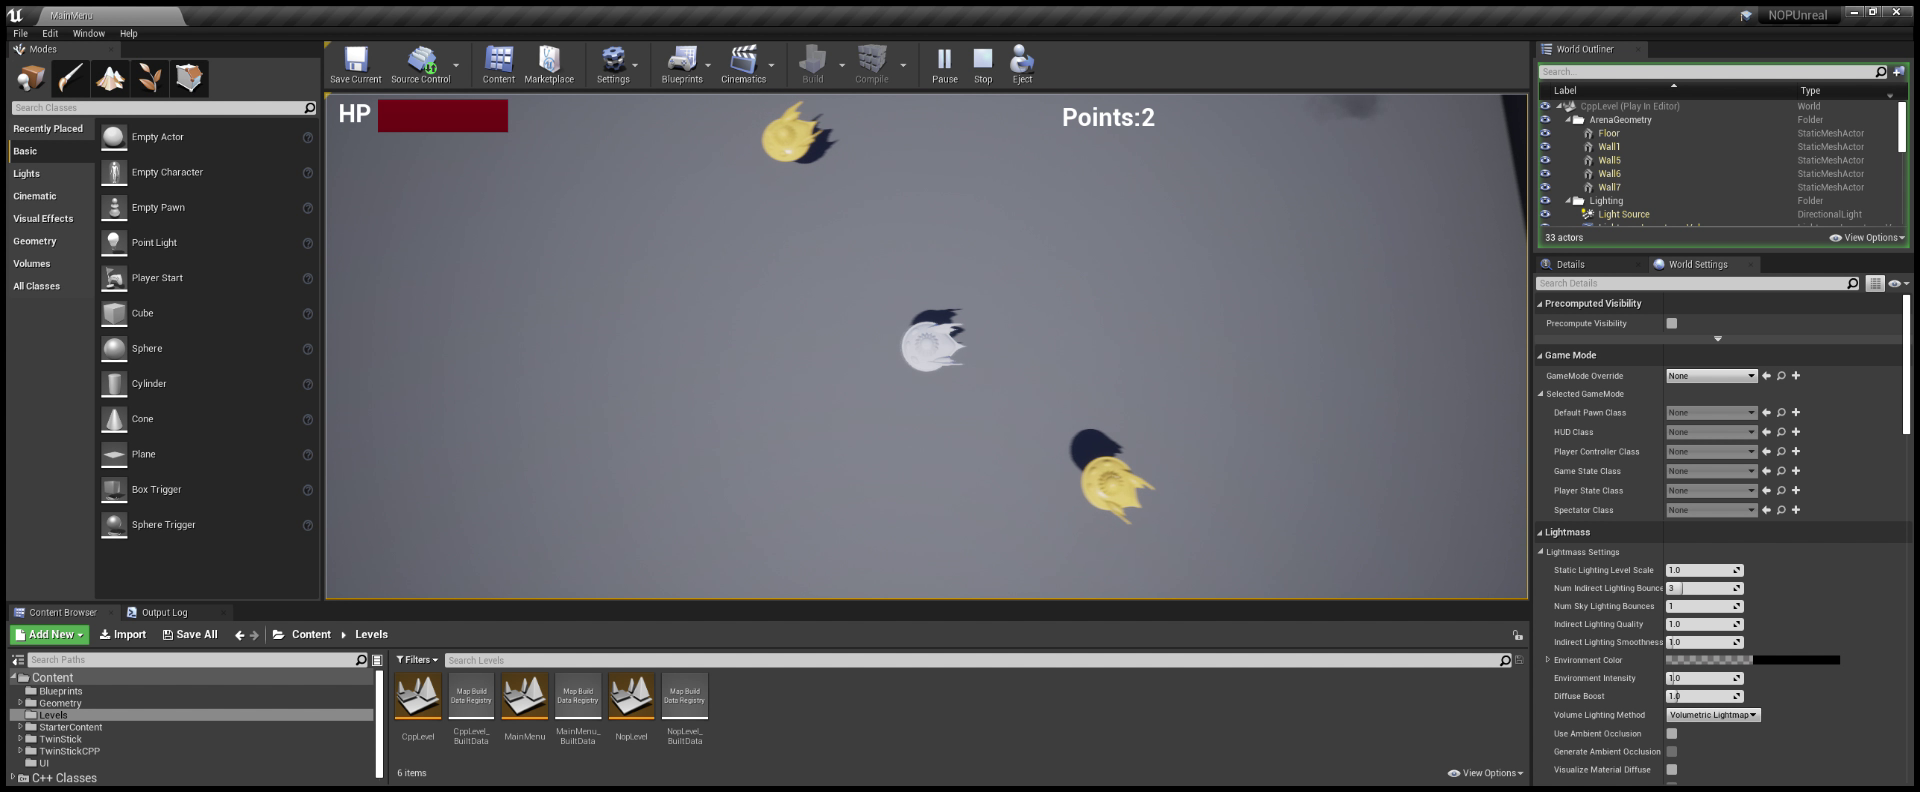 MainMenu
NOPUnreal
File Edit Window Help
Modes
Search Classes
Recently Placed
Basic
Lights
Cinematic
Visual Effects
Geometry
Volumes
All Classes
Empty Actor
Empty Character
Empty Pawn
Point Light
Player Start
Cube
Sphere
Cylinder
Cone
Plane
Box Trigger
Sphere Trigger
Save Current Source Control Content Marketplace Settings Blueprints Cinematics Build Compile Pause Stop Eject
HP
Points:2
World Outliner
Search...
Label Type
CppLevel (Play In Editor) World
ArenaGeometry Folder
Floor StaticMeshActor
Wall1 StaticMeshActor
Wall5 StaticMeshActor
Wall6 StaticMeshActor
Wall7 StaticMeshActor
Lighting Folder
Light Source DirectionalLight
33 actors View Options
Details World Settings
Search Details
Precomputed Visibility
Precompute Visibility
Game Mode
GameMode Override None
Selected GameMode
Default Pawn Class None
HUD Class None
Player Controller Class None
Game State Class None
Player State Class None
Spectator Class None
Lightmass
Lightmass Settings
Static Lighting Level Scale 1.0
Num Indirect Lighting Bounce 3
Num Sky Lighting Bounces 1
Indirect Lighting Quality 1.0
Indirect Lighting Smoothness 1.0
Environment Color
Environment Intensity 1.0
Diffuse Boost 1.0
Volume Lighting Method Volumetric Lightmap
Use Ambient Occlusion
Generate Ambient Occlusion
Visualize Material Diffuse
Content Browser Output Log
Add New Import Save All Content Levels
Search Paths
Content
Blueprints
Geometry
Levels
StarterContent
TwinStick
TwinStickCPP
UI
C++ Classes
Filters Search Levels
Map Build
Data Registry
Map Build
Data Registry
Map Build
Data Registry
CppLevel
CppLevel_
BuiltData
MainMenu
MainMenu_
BuiltData
NopLevel
NopLevel_
BuiltData
6 items View Options